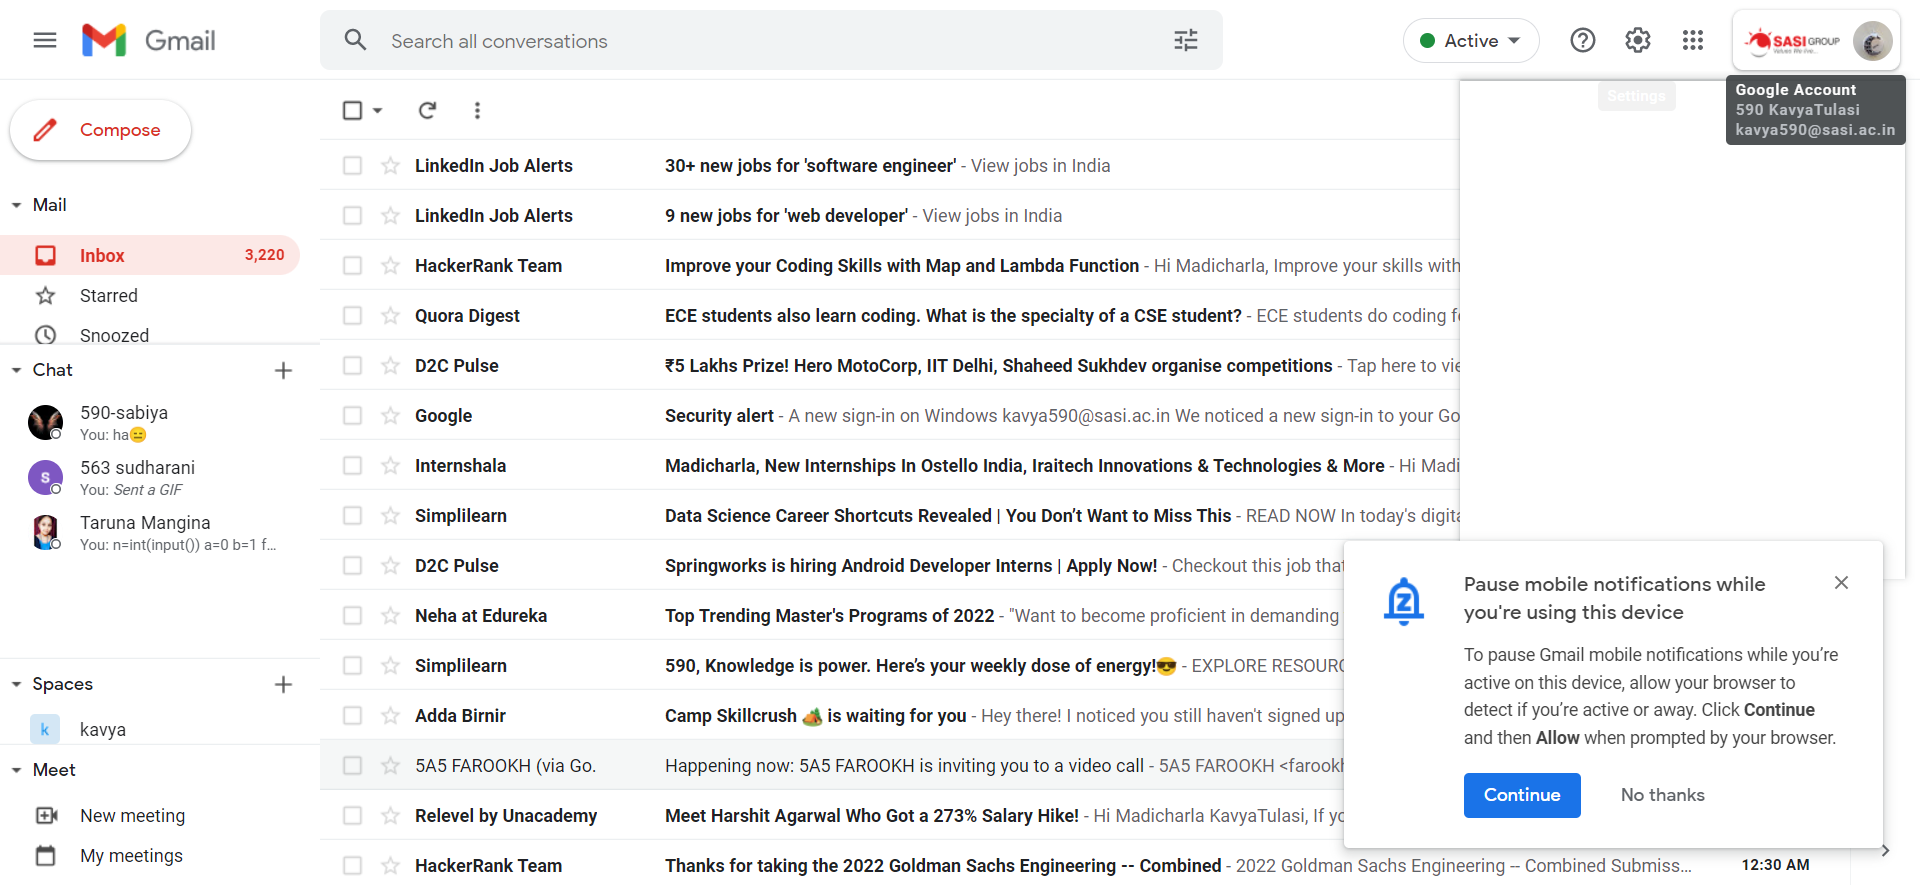 Gmail
Search all conversations
Active
SASI GROUP
Settings
Google Account
590 KavyaTulasi
kavya590@sasi.ac.in
Compose
Mail
Inbox 3,220
Starred
Snoozed
Chat
590-sabiya
You: ha😑
S
563 sudharani
You: Sent a GIF
Taruna Mangina
You: n=int(input()) a=0 b=1 f...
Spaces
k kavya
Meet
New meeting
My meetings
LinkedIn Job Alerts 30+ new jobs for 'software engineer' - View jobs in India
LinkedIn Job Alerts 9 new jobs for 'web developer' - View jobs in India
HackerRank Team Improve your Coding Skills with Map and Lambda Function - Hi Madicharla, Improve your skills with
Quora Digest ECE students also learn coding. What is the specialty of a CSE student? - ECE students do coding
D2C Pulse ₹5 Lakhs Prize! Hero MotoCorp, IIT Delhi, Shaheed Sukhdev organise competitions - Tap here to
Google Security alert - A new sign-in on Windows kavya590@sasi.ac.in We noticed a new sign-in to your Go
Internshala Madicharla, New Internships In Ostello India, Iraitech Innovations & Technologies & More - Hi Madi
Simplilearn Data Science Career Shortcuts Revealed | You Don't Want to Miss This - READ NOW In today's digita
D2C Pulse Springworks is hiring Android Developer Interns | Apply Now! - Checkout this job that
Neha at Edureka Top Trending Master's Programs of 2022 - "Want to become proficient in demanding
Simplilearn 590, Knowledge is power. Here's your weekly dose of energy!😎 - EXPLORE RESOURC
Adda Birnir Camp Skillcrush 🏕️ is waiting for you - Hey there! I noticed you still haven't signed up
5A5 FAROOKH (via Go. Happening now: 5A5 FAROOKH is inviting you to a video call - 5A5 FAROOKH <farookh
Relevel by Unacademy Meet Harshit Agarwal Who Got a 273% Salary Hike! - Hi Madicharla KavyaTulasi, If yo
HackerRank Team Thanks for taking the 2022 Goldman Sachs Engineering -- Combined - 2022 Goldman Sachs Engineering -- Combined Submiss... 12:30 AM
Pause mobile notifications while
you're using this device
To pause Gmail mobile notifications while you're
active on this device, allow your browser to
detect if you're active or away. Click Continue
and then Allow when prompted by your browser.
Continue No thanks